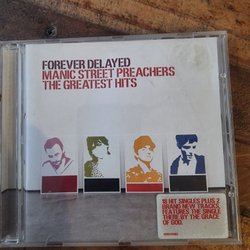 FOREVER DELAYED
MANIC STREET PREACHERS
THE GREATEST HITS
18 HIT SINGLES PLUS 2
BRAND NEW TRACKS,
FEATURES THE SINGLE
THERE BY THE GRACE
OF GOD.